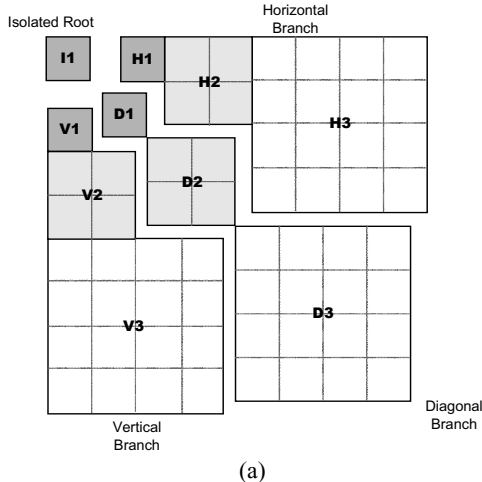 Horizontal
Branch
Isolated Root
I1
H1
H2
H3
D1
V1
D2
V2
D3
V3
Vertical
Branch
Diagonal
Branch
(a)